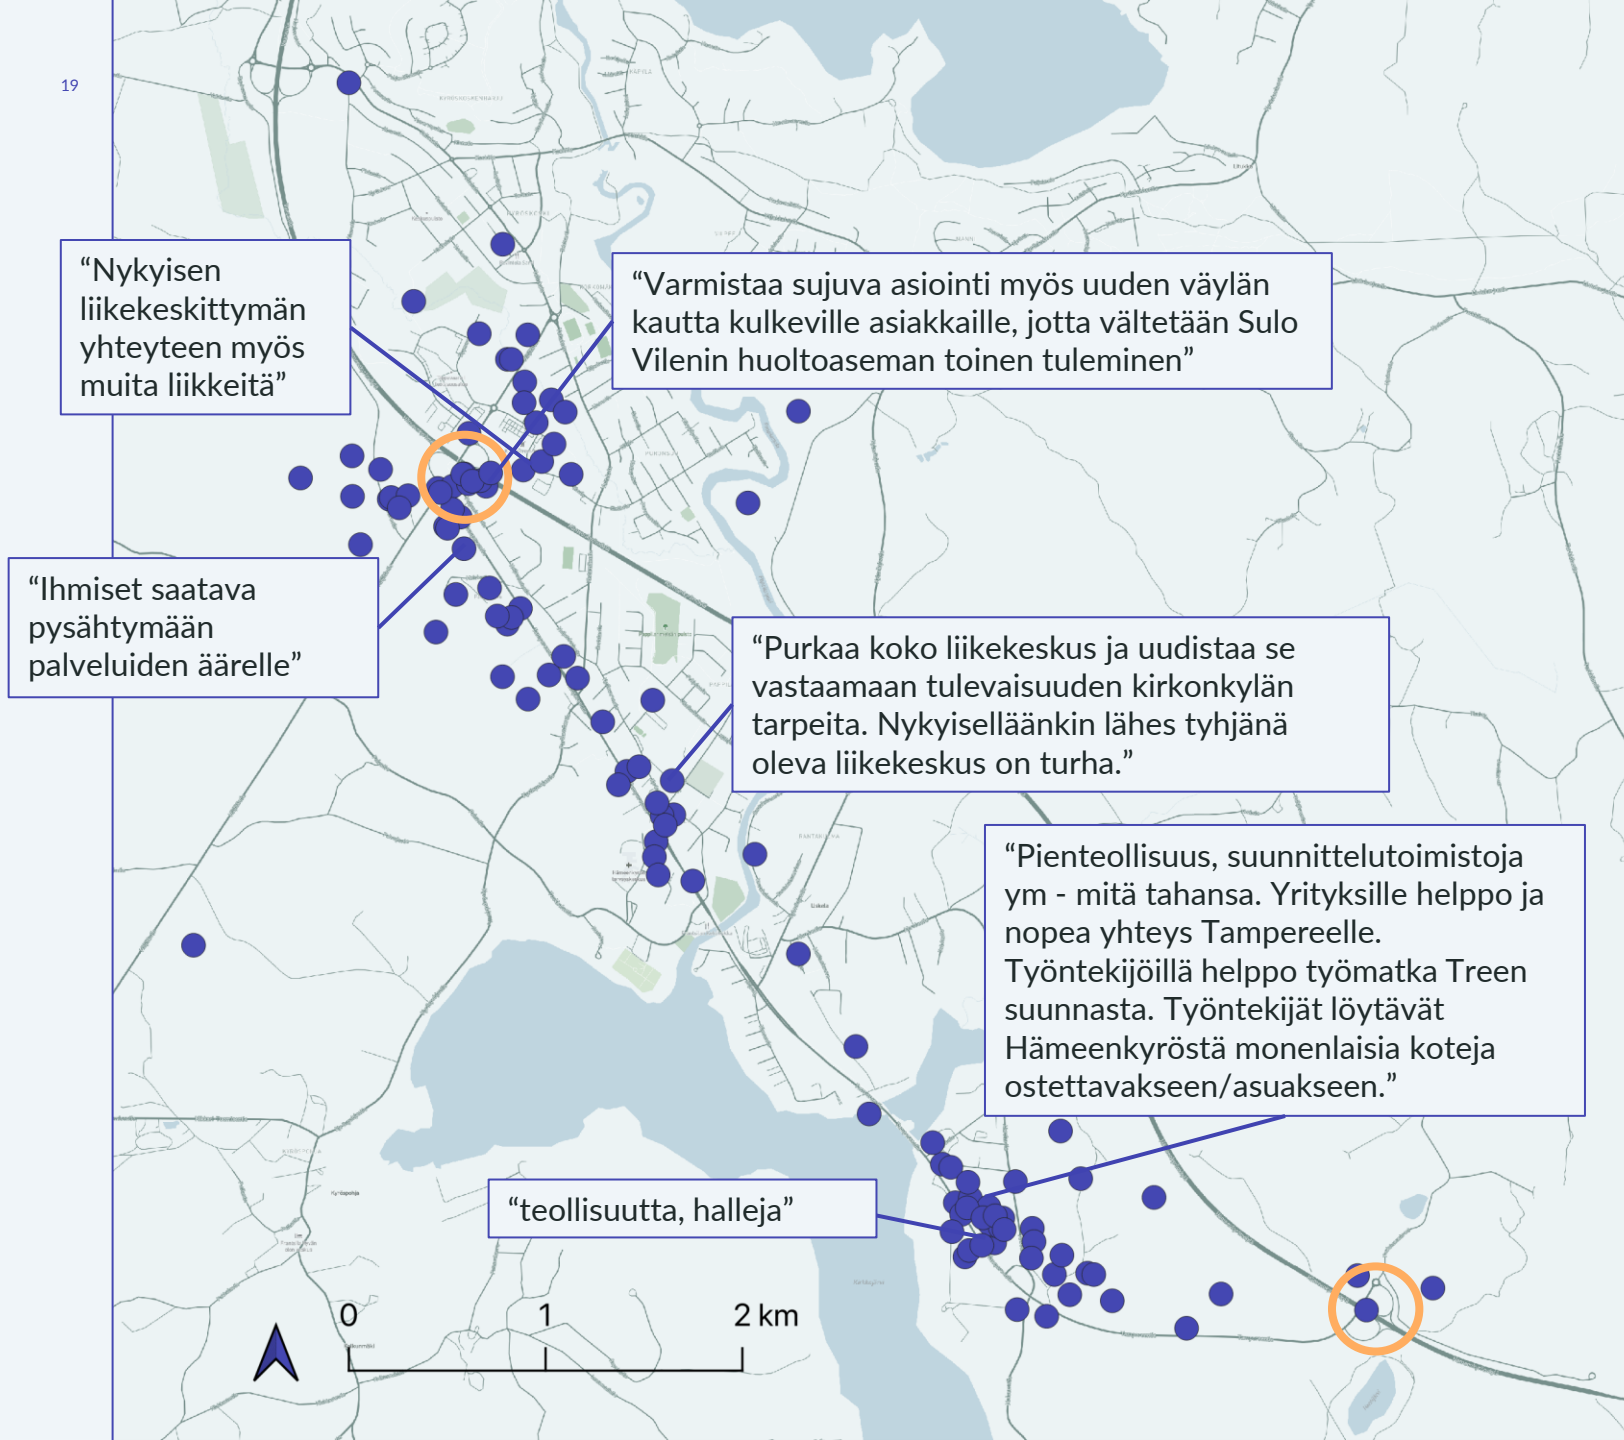 19
“Nykyisen
liikekeskittymän
yhteyteen myös
muita liikkeitä”
“Varmistaa sujuva asiointi myös uuden väylän
kautta kulkeville asiakkaille, jotta vältetään Sulo
Vilenin huoltoaseman toinen tuleminen”
“Ihmiset saatava
pysähtymään
palveluiden äärelle”
“Purkaa koko liikekeskus ja uudistaa se
vastaamaan tulevaisuuden kirkonkylän
tarpeita. Nykyiselläänkin lähes tyhjänä
oleva liikekeskus on turha.”
“Pienteollisuus, suunnittelutoimistoja
ym - mitä tahansa. Yrityksille helppo ja
nopea yhteys Tampereelle.
Työntekijöillä helppo työmatka Treen
suunnasta. Työntekijät löytävät
Hämeenkyröstä monenlaisia koteja
ostettavakseen/asuakseen.”
“teollisuutta, halleja”
0 1 2 km